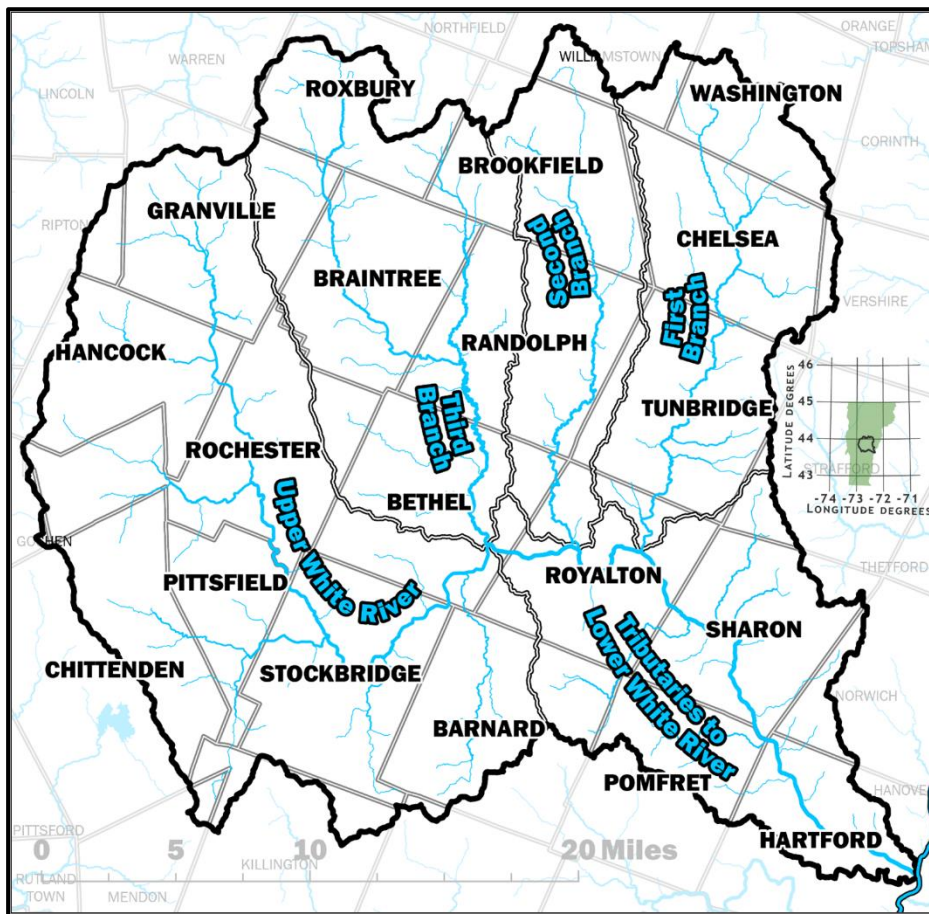 NORTHFIELD
ORANGE
TOPSHAM
WARREN
WILLIAMSTOWN
LINCOLN
ROXBURY
WASHINGTON
CORINTH
BROOKFIELD
RIPTON
GRANVILLE
Second
Branch
CHELSEA
BRAINTREE
First
Branch
VERSHIRE
HANCOCK
RANDOLPH
46
45
44
43
LATITUDE DEGREES
-74 -73 -72 -71
LONGITUDE DEGREES
Third
Branch
TUNBRIDGE
STRAFFORD
ROCHESTER
BETHEL
Upper White River
GOSHEN
THETFORD
PITTSFIELD
ROYALTON
SHARON
Tributaries to
Lower White River
CHITTENDEN
STOCKBRIDGE
NORWICH
BARNARD
POMFRET
HANOVER
PITTSFORD
HARTFORD
0 5 10 20 Miles
KILLINGTON
RUTLAND
TOWN
MENDON